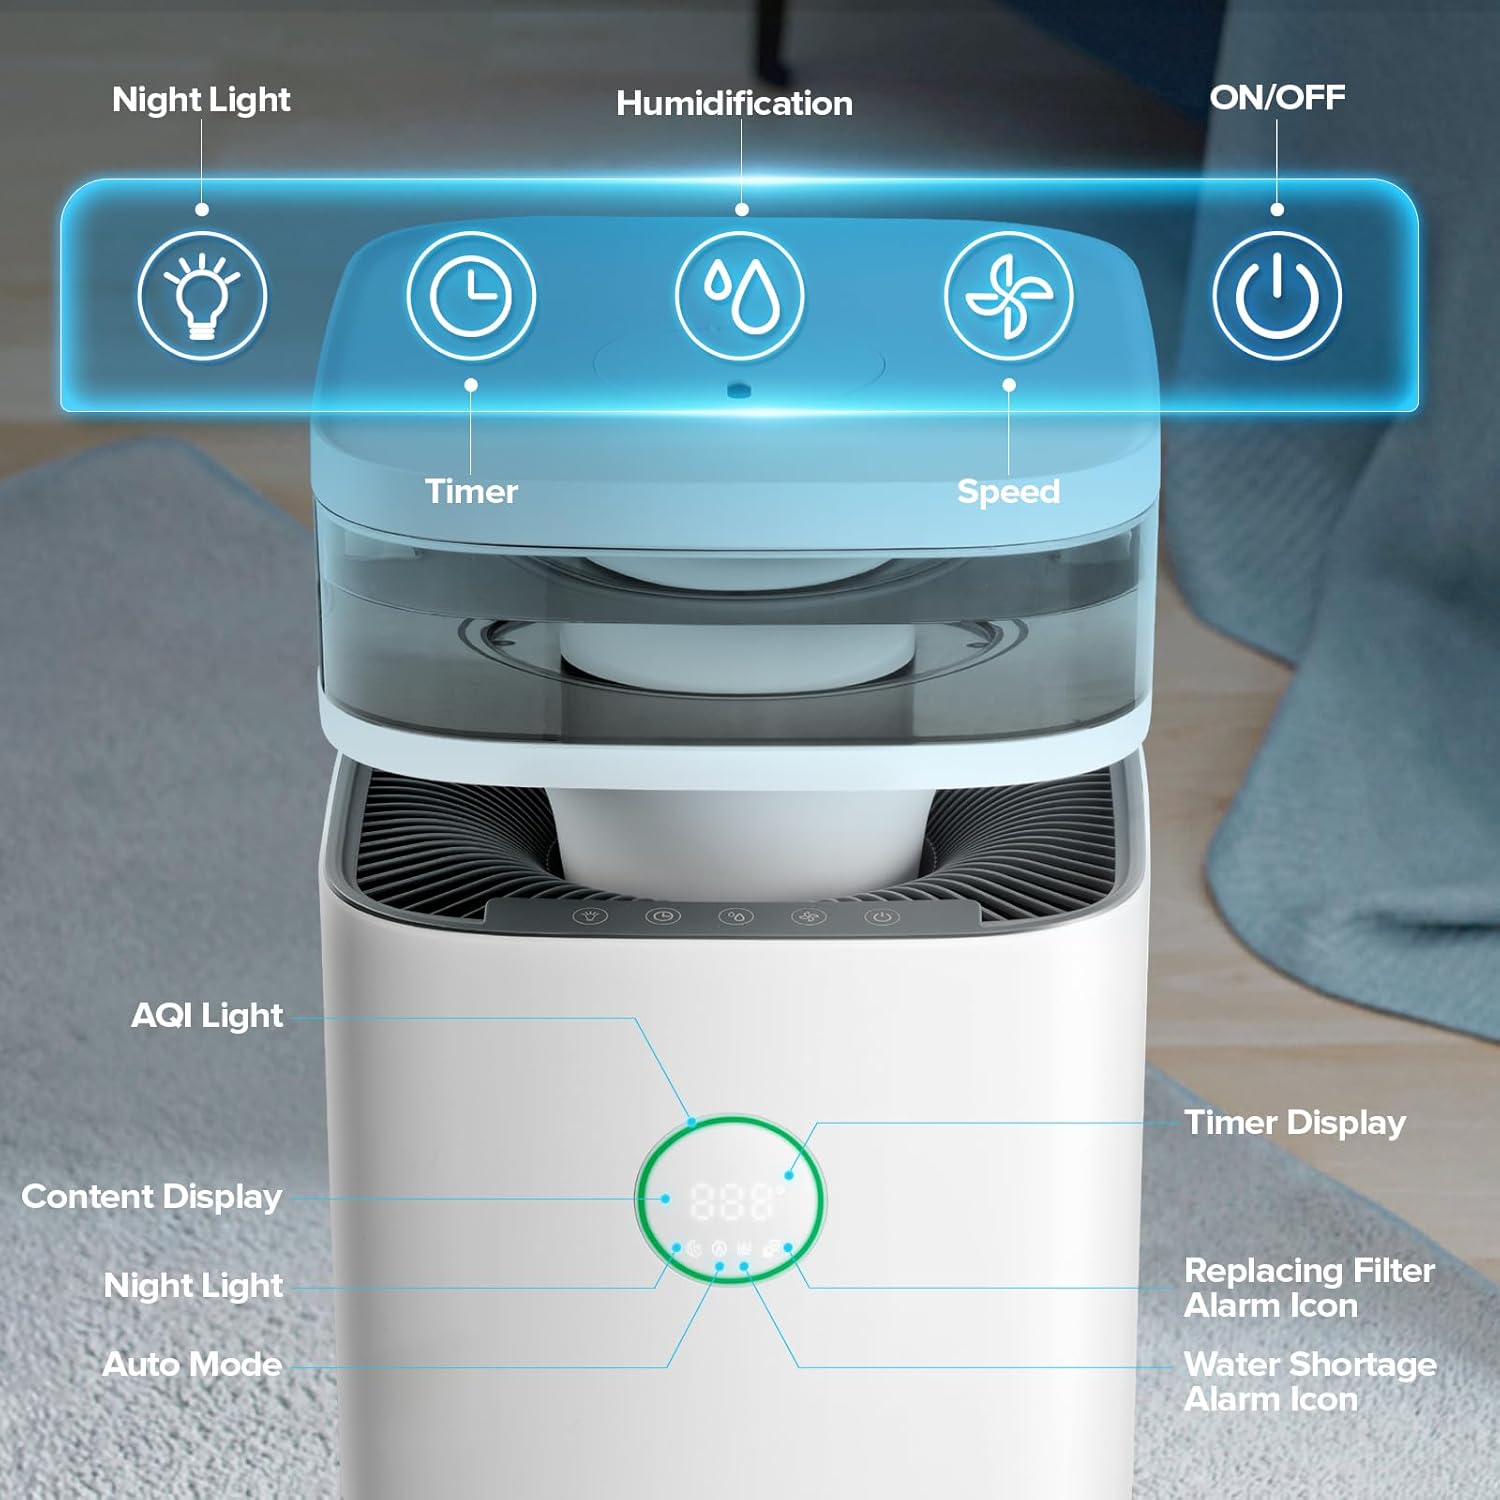 Night Light
Humidification
ON/OFF
Timer
Speed
AQI Light
Timer Display
Content Display
888
Night Light
Replacing Filter
Alarm Icon
Auto Mode
Water Shortage
Alarm Icon